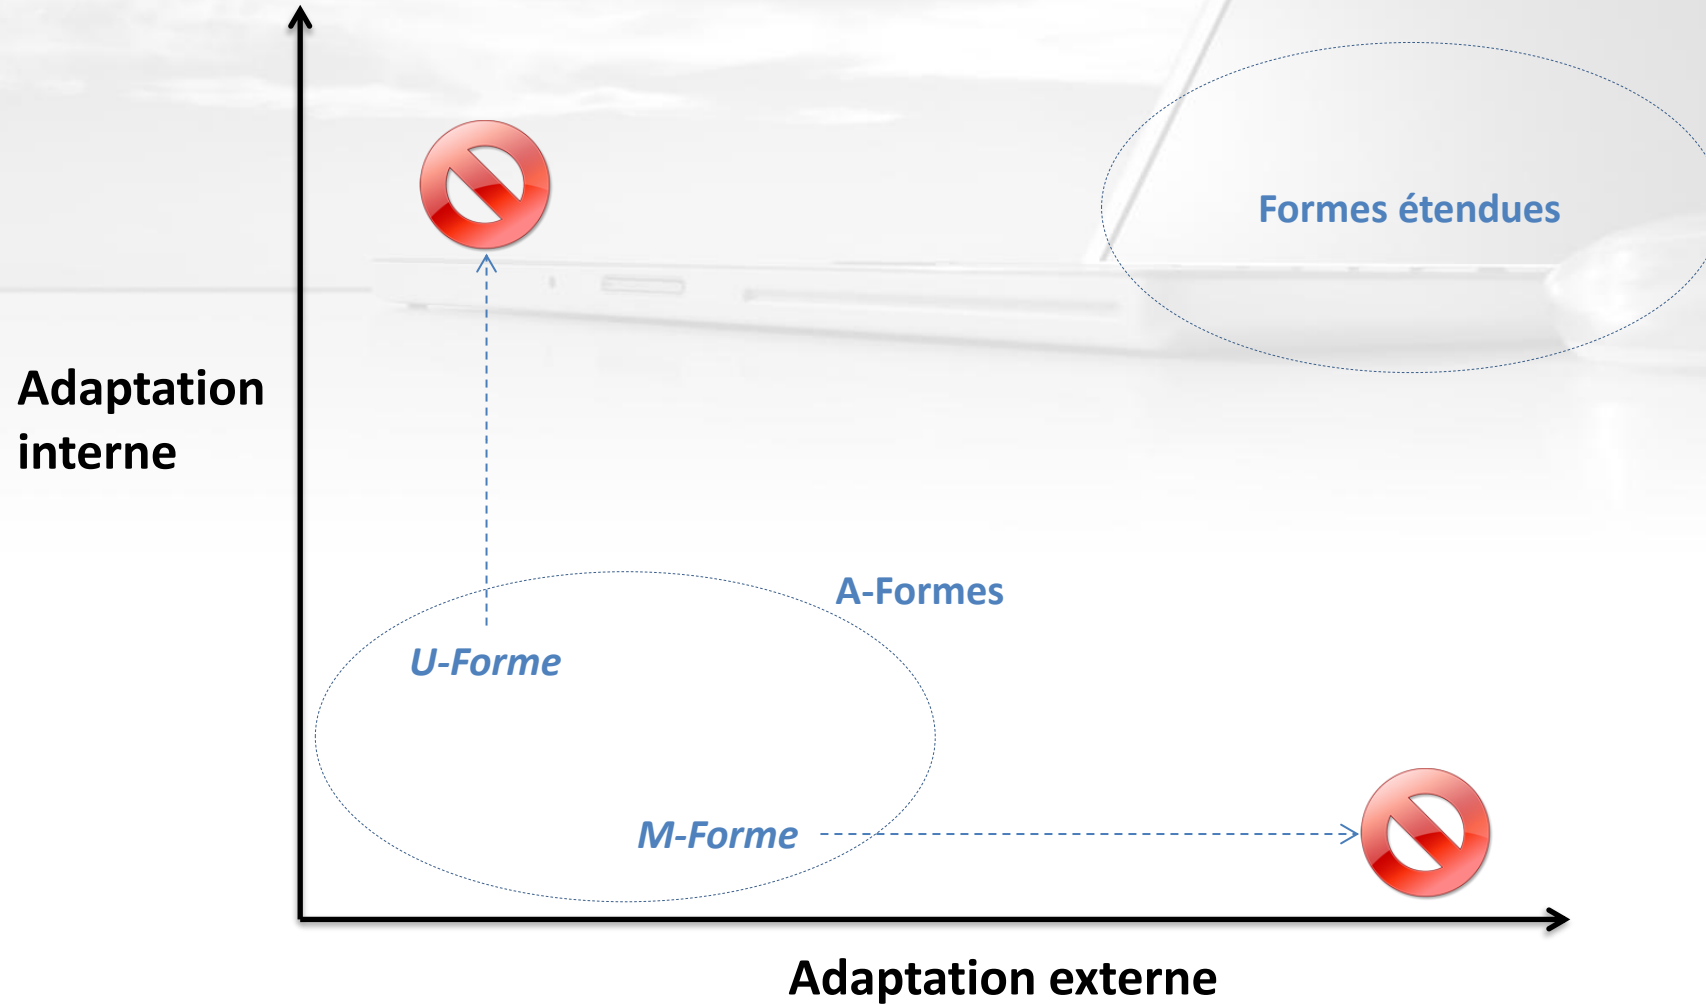 Formes étendues
Adaptation
interne
A-Formes
U-Forme
M-Forme
Adaptation externe